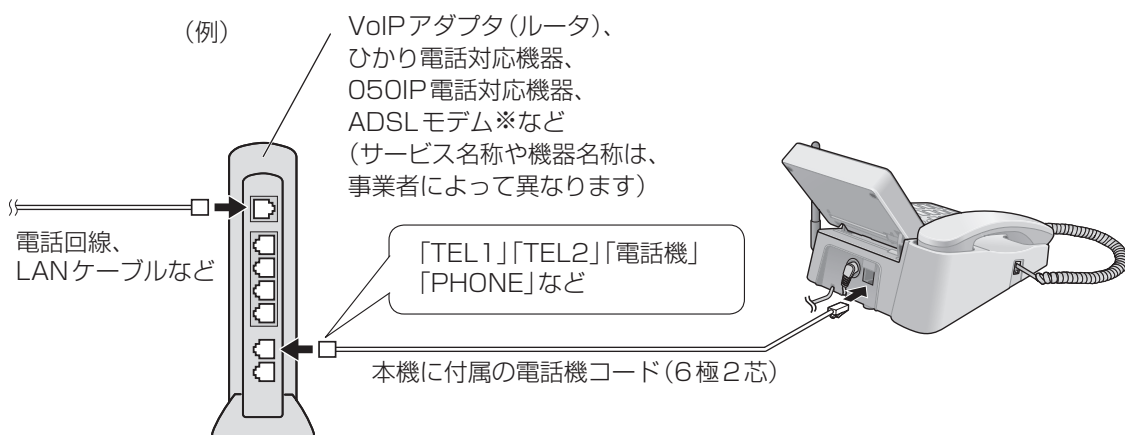 （例）
VoIPアダプタ（ルータ）、
ひかり電話対応機器、
050IP電話対応機器、
ADSLモデム※など
（サービス名称や機器名称は、
事業者によって異なります）
電話回線、
LANケーブルなど
「TEL1」「TEL2」「電話機」
「PHONE」など
本機に付属の電話機コード（6極2芯）